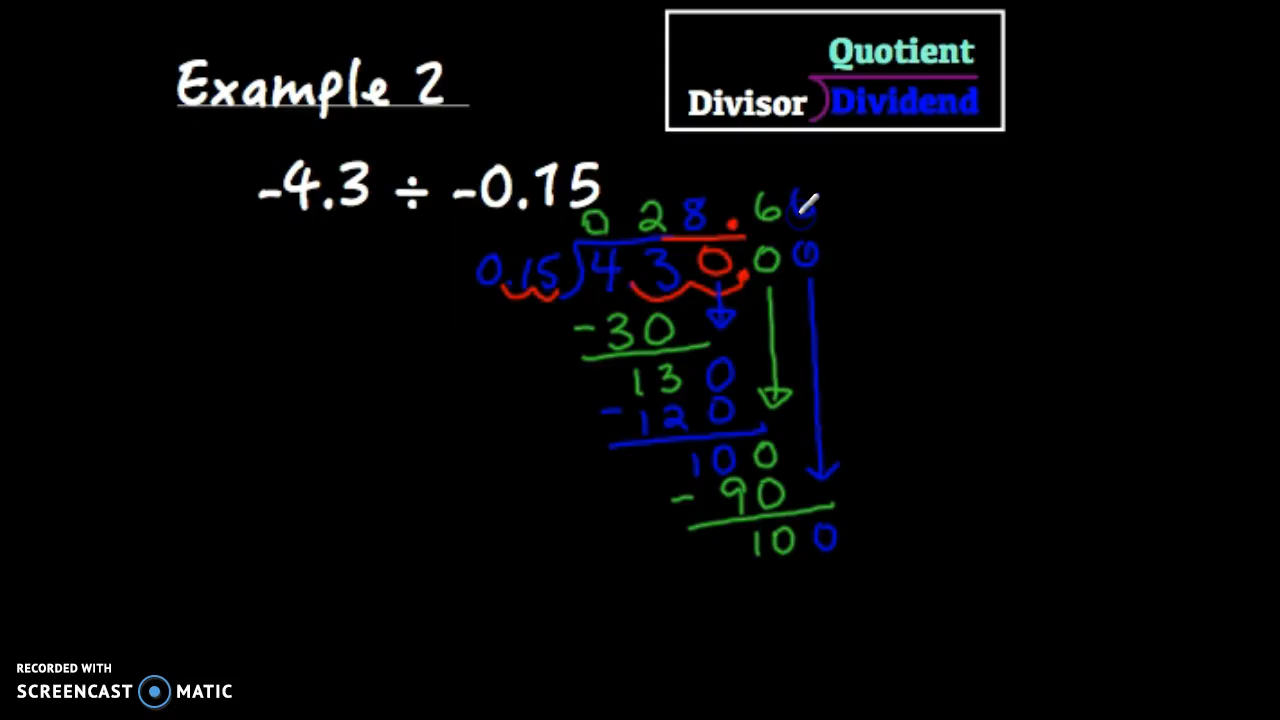 Quotient
Divisor Dividend
Example 2
-4.3 ÷ -0.15
0 2 8 . 6 6
0.15 4 3 0 0 0
- 3 0
1 3 0
- 1 2 0
1 0 0
- 9 0
1 0 0
RECORDED WITH
SCREENCAST MATIC